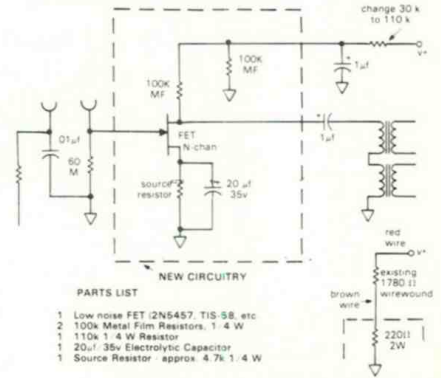 change 30 k
to 110 k
V+
100K
MF
1µf
100K
MF
.01µf
FET
N-chan
1µf
60
M
source
resistor
20 µf
35v
NEW CIRCUITRY
red
wire
V+
existing
1780 Ω
wirewound
brown
wire
220Ω
2W
PARTS LIST
1 Low noise FET (2N5457, TIS-58, etc
2 100k Metal Film Resistors, 1/4 W
1 110k 1/4 W Resistor
1 20µf/35v Electrolytic Capacitor
1 Source Resistor - approx. 4.7k 1/4 W